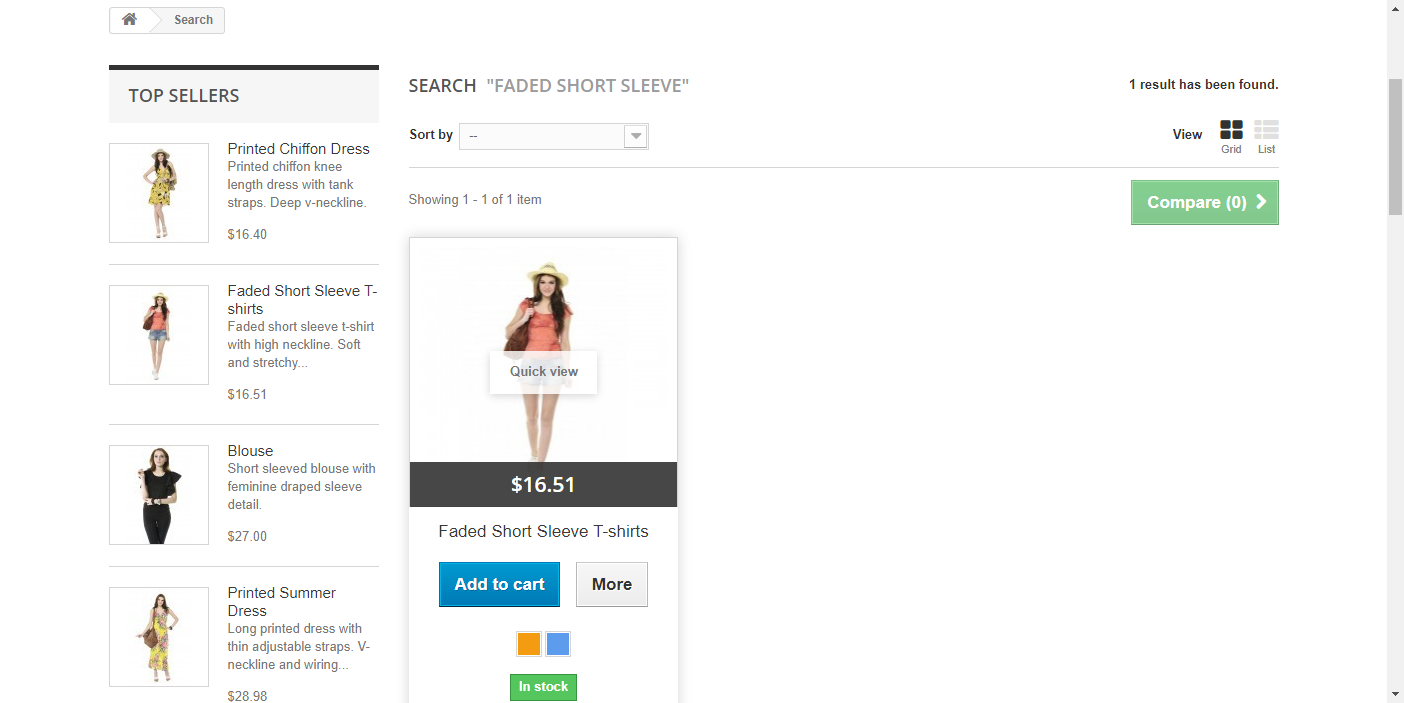 Search
TOP SELLERS
Printed Chiffon Dress
Printed chiffon knee
length dress with tank
straps. Deep v-neckline.
$16.40
Faded Short Sleeve T-
shirts
Faded short sleeve t-shirt
with high neckline. Soft
and stretchy...
$16.51
Blouse
Short sleeved blouse with
feminine draped sleeve
detail.
$27.00
Printed Summer
Dress
Long printed dress with
thin adjustable straps. V-
neckline and wiring...
$28.98
SEARCH "FADED SHORT SLEEVE"
1 result has been found.
Sort by --
View
Grid
List
Showing 1 - 1 of 1 item
Compare (0)
Quick view
$16.51
Faded Short Sleeve T-shirts
Add to cart
More
In stock